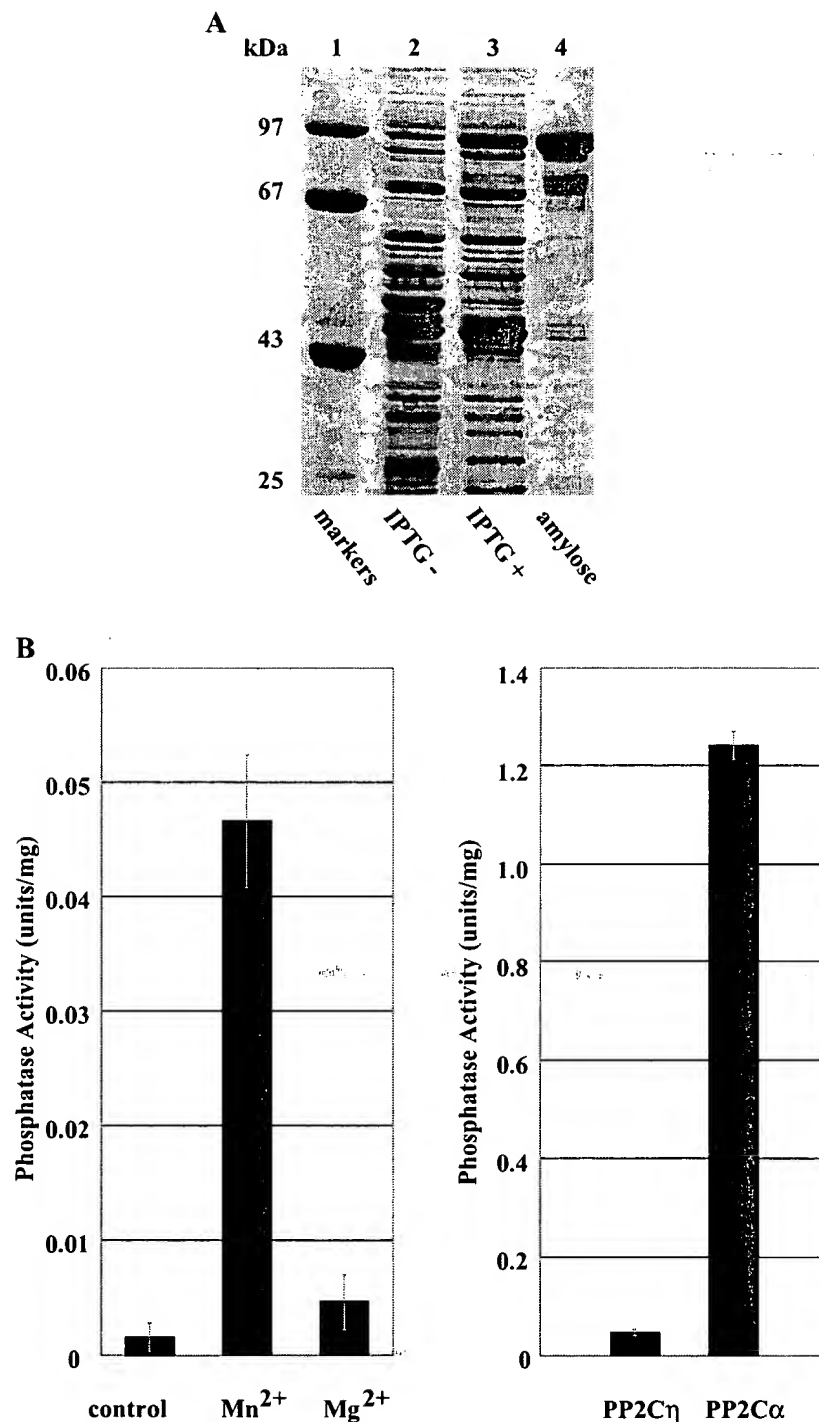 A
kDa 1 2 3 4
97
67
43
25
markers IPTG - IPTG + amylose
B
Phosphatase Activity (units/mg)
0.06
0.05
0.04
0.03
0.02
0.01
0
control Mn2+ Mg2+
Phosphatase Activity (units/mg)
1.4
1.2
1.0
0.8
0.6
0.4
0.2
0
PP2Cη PP2Cα